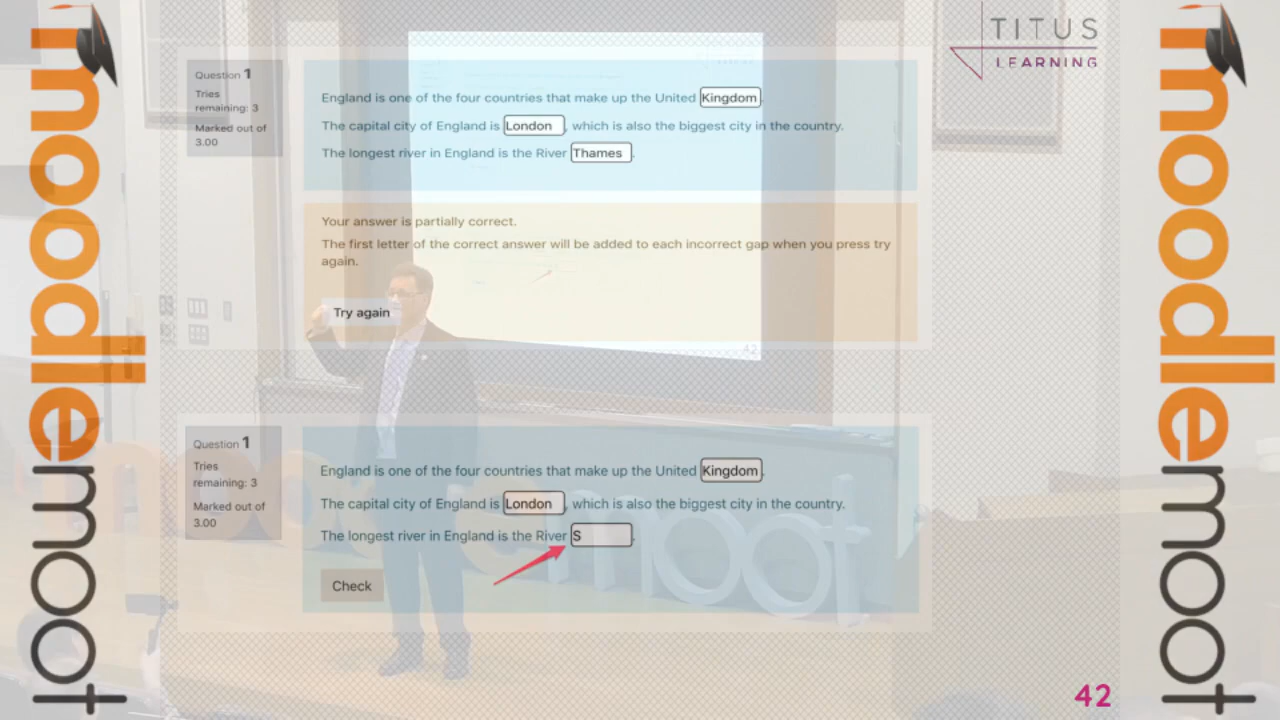 moodlemoot
TITUS
LEARNING
Question 1
Tries
remaining: 3
Marked out of
3.00
England is one of the four countries that make up the United Kingdom.
The capital city of England is London, which is also the biggest city in the country.
The longest river in England is the River Thames.
Your answer is partially correct.
The first letter of the correct answer will be added to each incorrect gap when you press try
again.
Try again
42
Question 1
Tries
remaining: 3
Marked out of
3.00
England is one of the four countries that make up the United Kingdom.
The capital city of England is London, which is also the biggest city in the country.
The longest river in England is the River S.
Check
42
moodlemoot